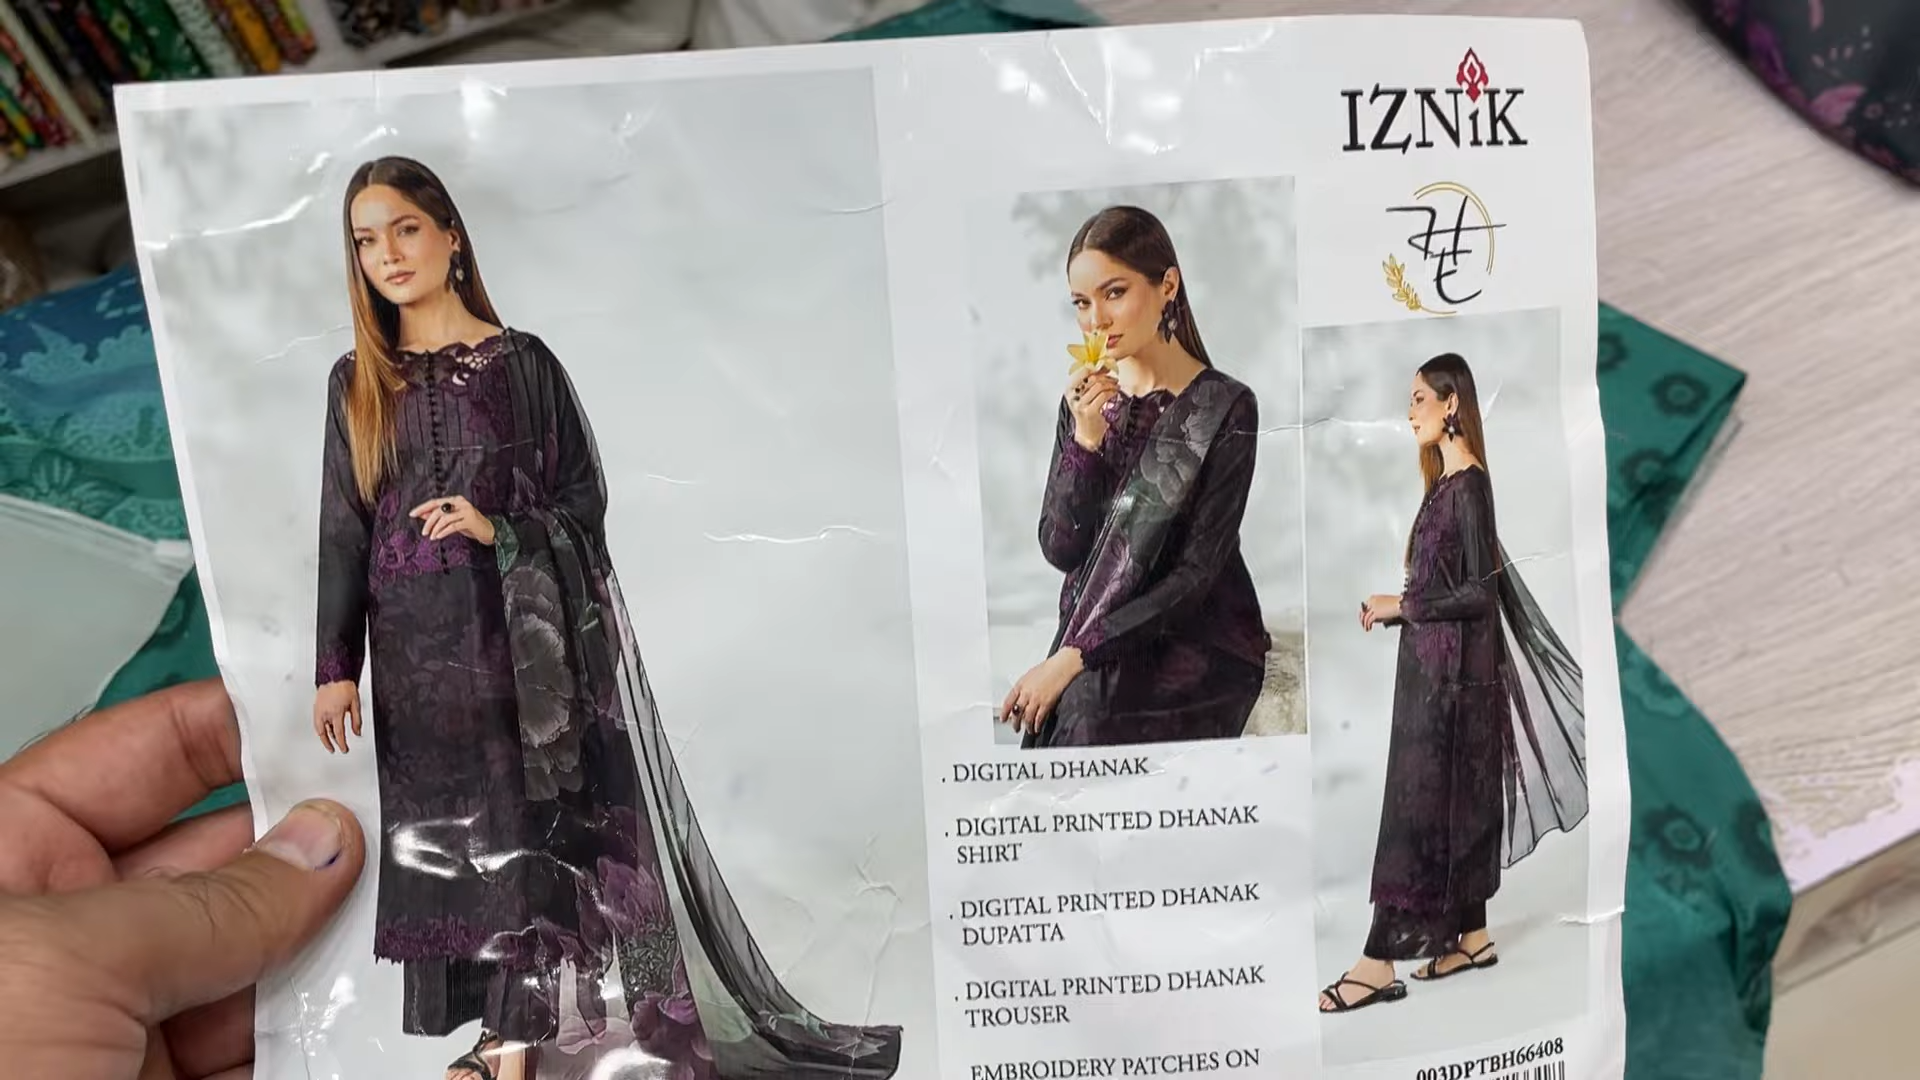 IZNiK
HE
. DIGITAL DHANAK
. DIGITAL PRINTED DHANAK
SHIRT
. DIGITAL PRINTED DHANAK
DUPATTA
. DIGITAL PRINTED DHANAK
TROUSER
EMBROIDERY PATCHES ON
003DPTBH66408